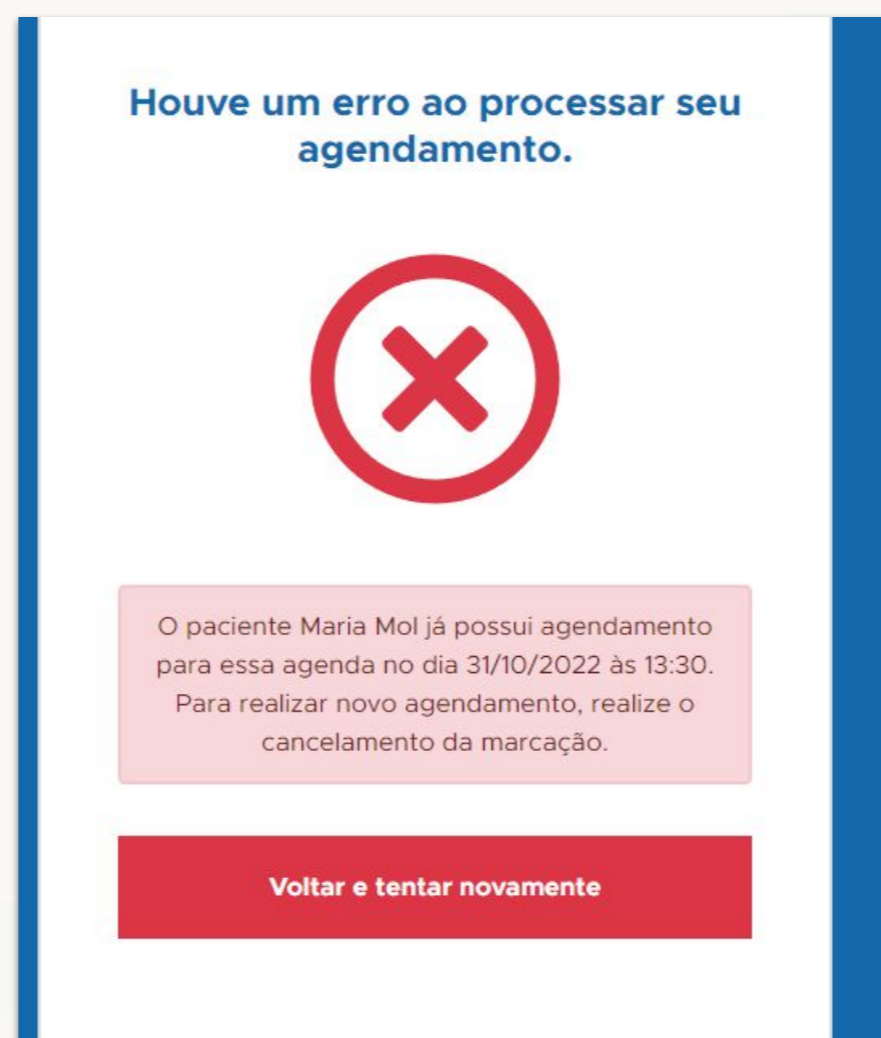 Houve um erro ao processar seu
agendamento.
O paciente Maria Mol já possui agendamento
para essa agenda no dia 31/10/2022 às 13:30.
Para realizar novo agendamento, realize o
cancelamento da marcação.
Voltar e tentar novamente